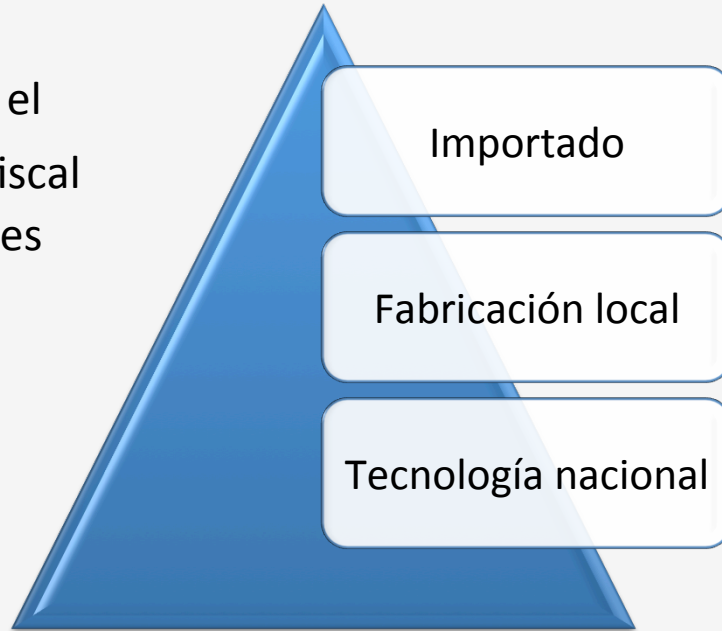 el
iscal
es
Importado
Fabricación local
Tecnología nacional